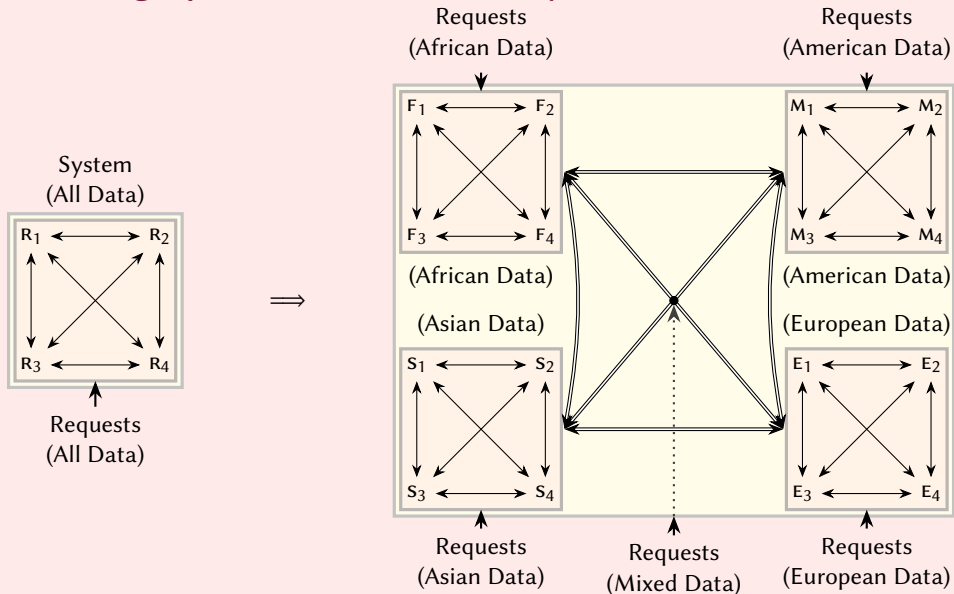 Requests
(African Data)
Requests
(American Data)
F1 F2
F3 F4
(African Data)
M1 M2
M3 M4
(American Data)
System
(All Data)
R1 R2
R3 R4
Requests
(All Data)
⟹
(Asian Data)
S1 S2
S3 S4
(European Data)
E1 E2
E3 E4
Requests
(Asian Data)
Requests
(Mixed Data)
Requests
(European Data)